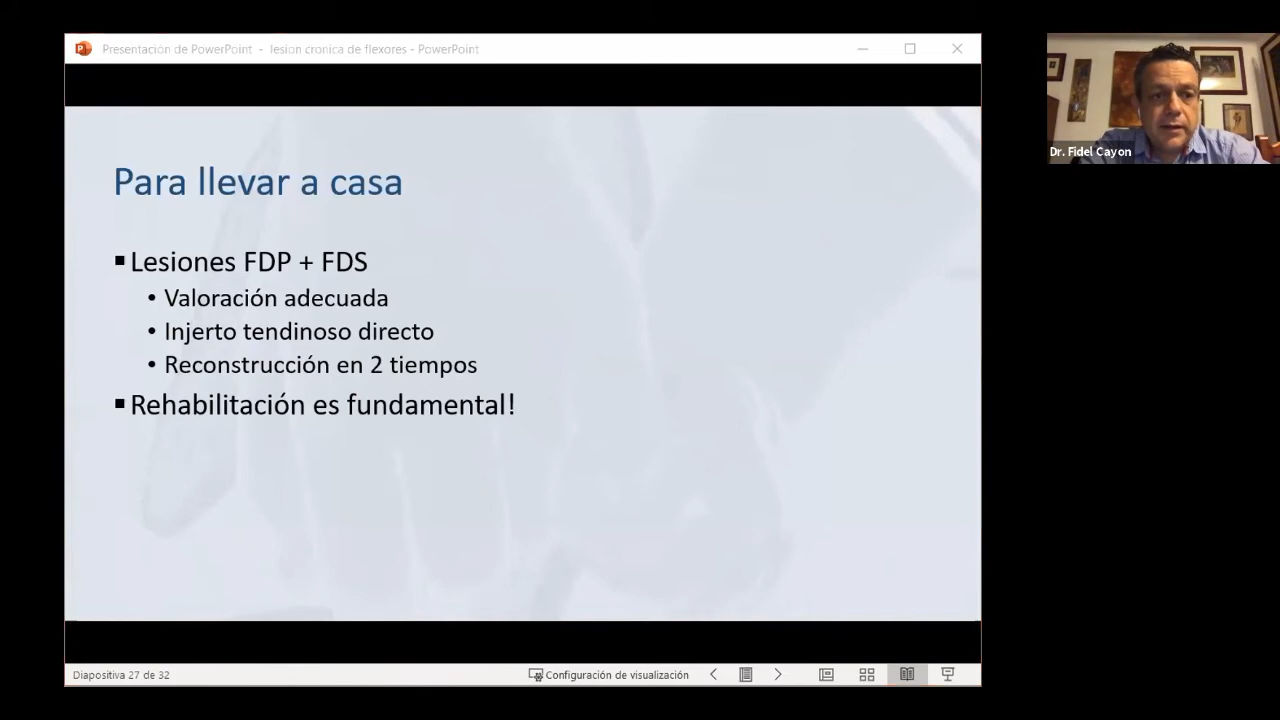 Presentación de PowerPoint - lesion cronica de flexores - PowerPoint
Dr. Fidel Cayon
Para llevar a casa
Lesiones FDP + FDS
Valoración adecuada
Injerto tendinoso directo
Reconstrucción en 2 tiempos
Rehabilitación es fundamental!
Diapositiva 27 de 32
Configuración de visualización